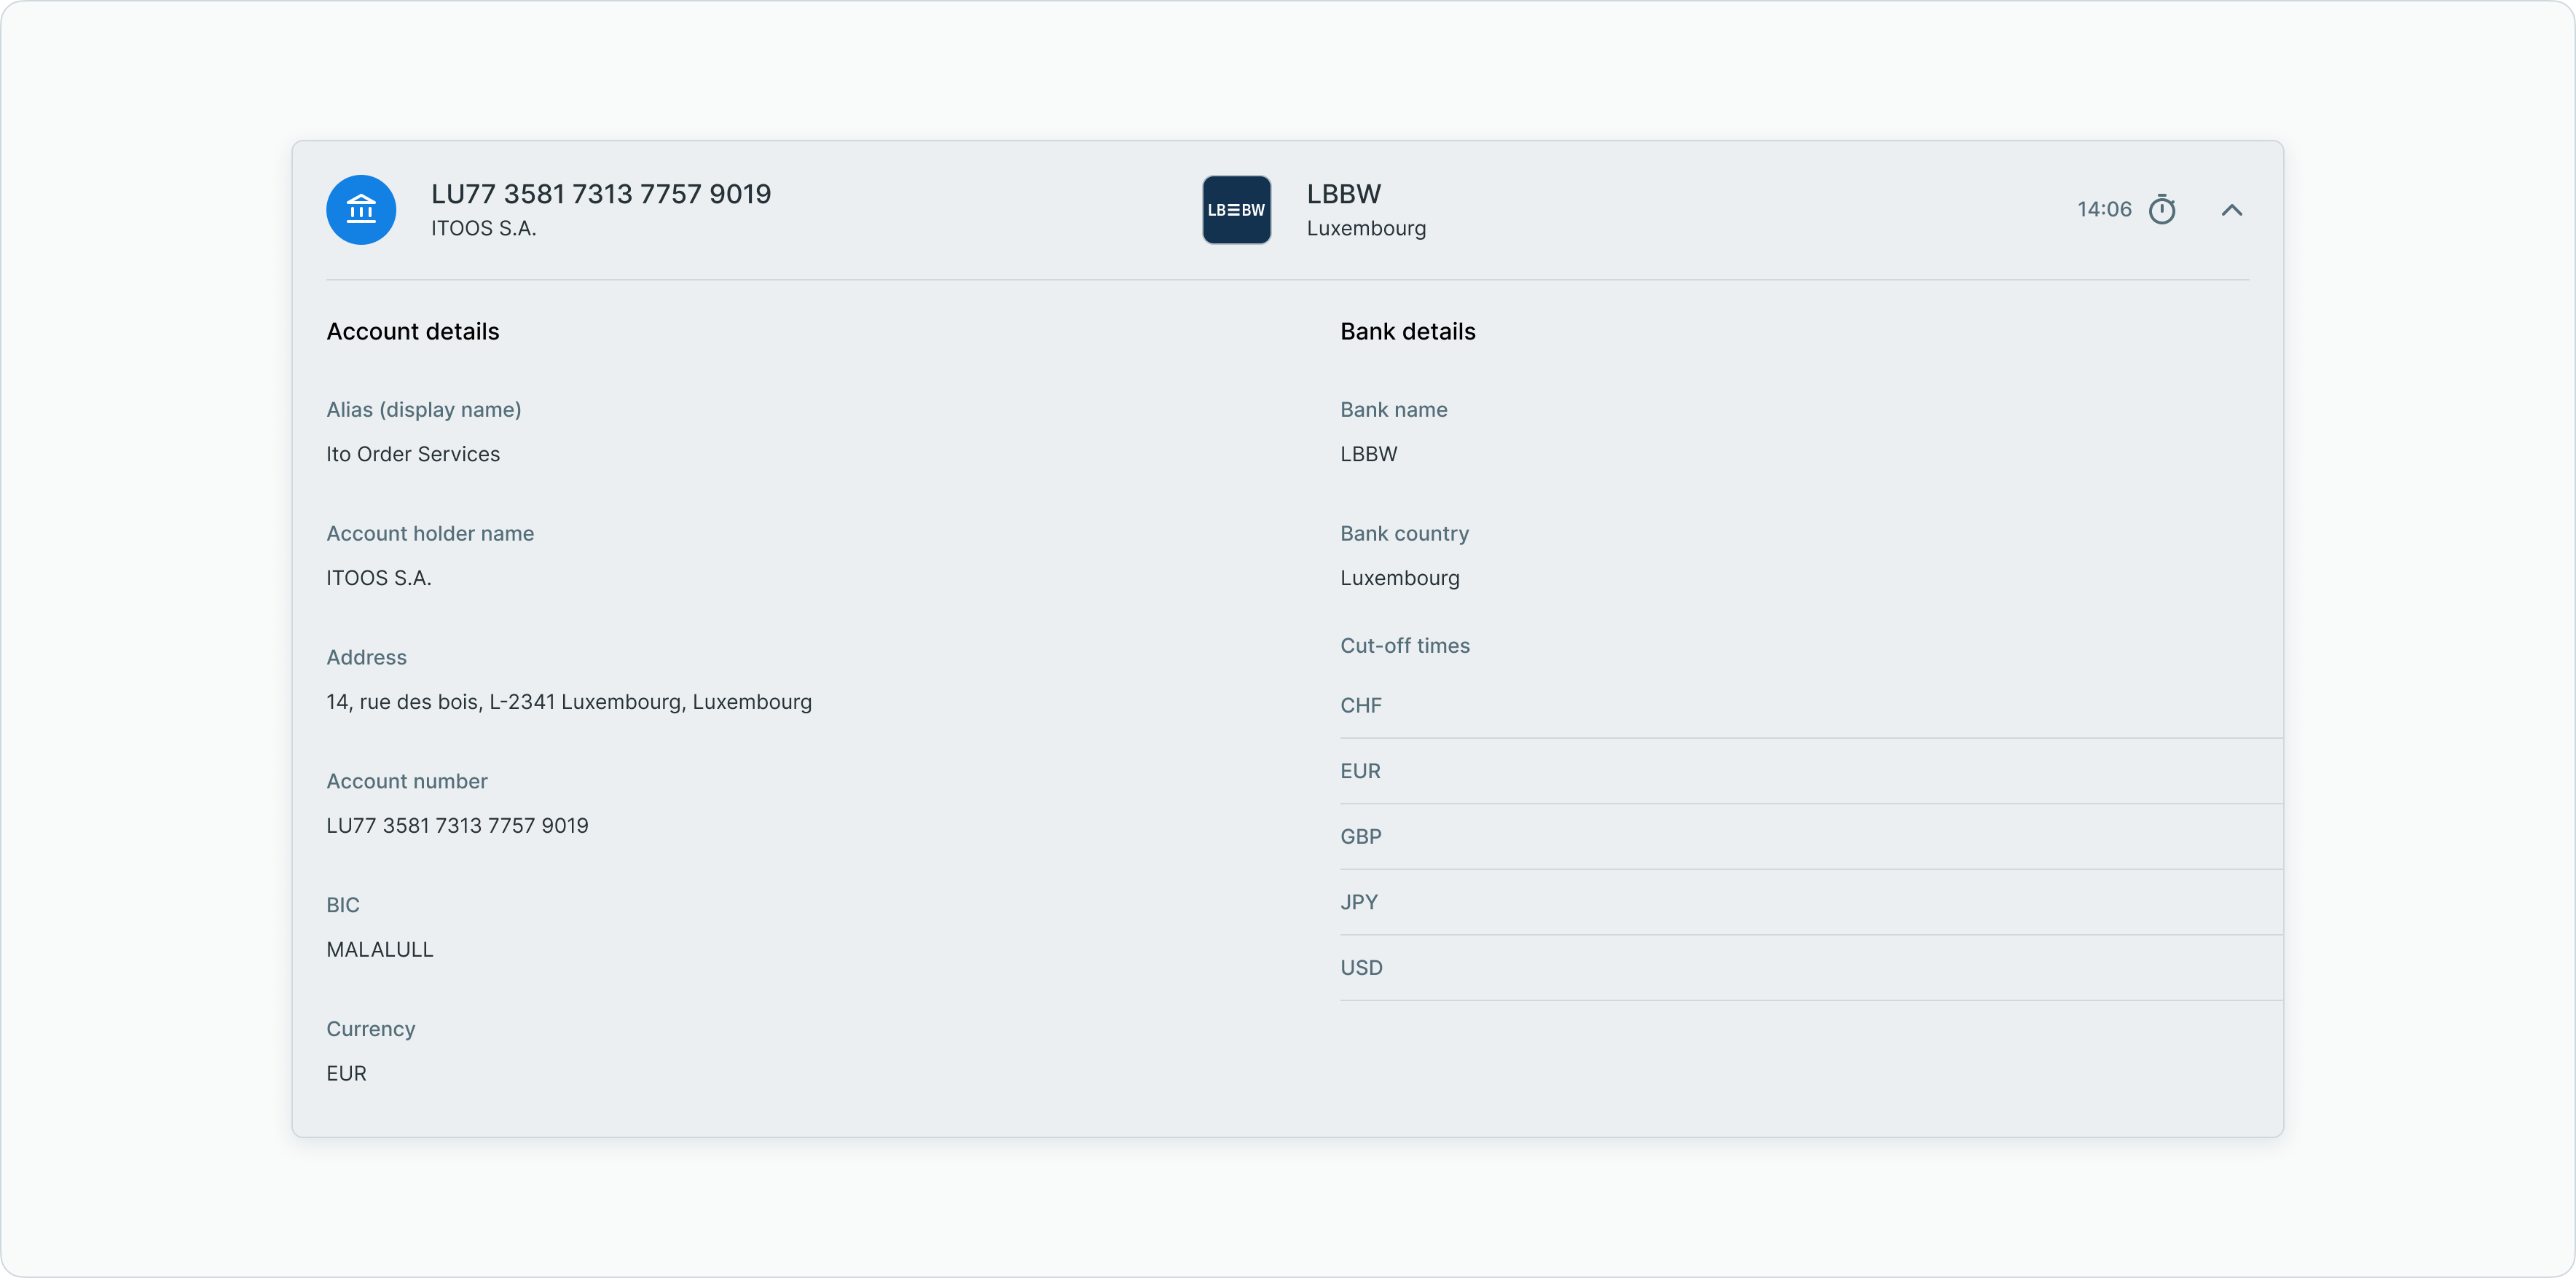 LU77 3581 7313 7757 9019
ITOOS S.A.
LB☰BW
LBBW
Luxembourg
14:06
Account details
Alias (display name)
Ito Order Services
Account holder name
ITOOS S.A.
Address
14, rue des bois, L-2341 Luxembourg, Luxembourg
Account number
LU77 3581 7313 7757 9019
BIC
MALALULL
Currency
EUR
Bank details
Bank name
LBBW
Bank country
Luxembourg
Cut-off times
CHF
EUR
GBP
JPY
USD